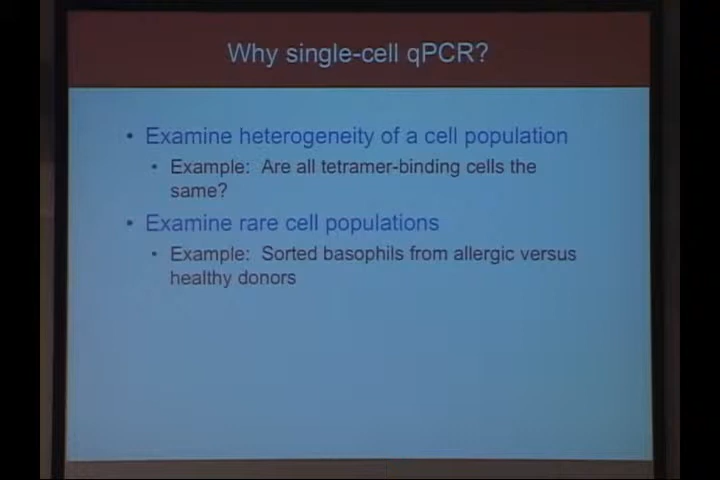 Why single-cell qPCR?
• Examine heterogeneity of a cell population
• Example: Are all tetramer-binding cells the
same?
• Examine rare cell populations
• Example: Sorted basophils from allergic versus
healthy donors